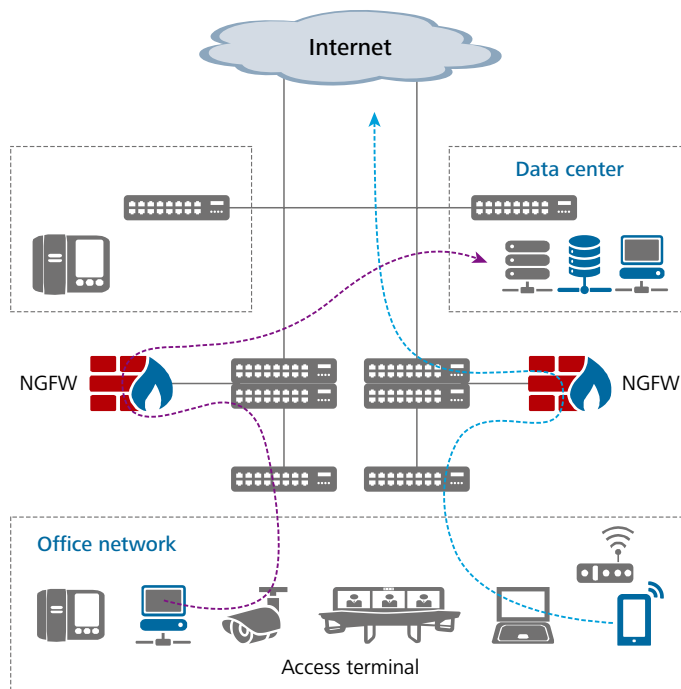 Internet
Data center
NGFW
NGFW
Office network
Access terminal